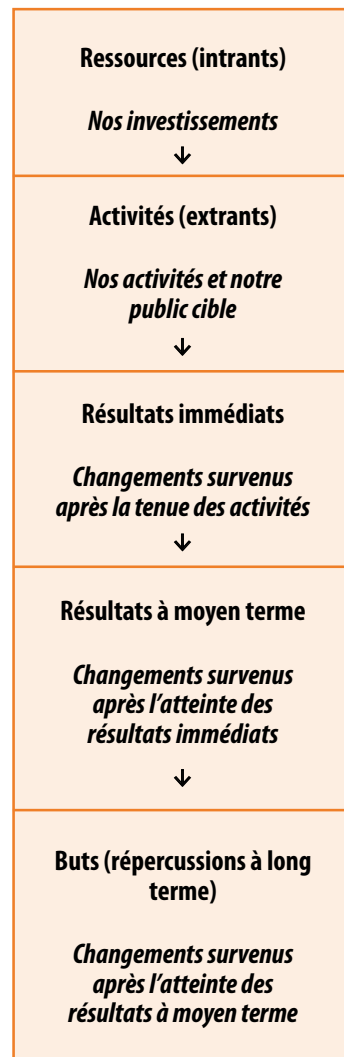 Ressources (intrants)
Nos investissements
↓
Activités (extrants)
Nos activités et notre
public cible
↓
Résultats immédiats
Changements survenus
après la tenue des activités
↓
Résultats à moyen terme
Changements survenus
après l’atteinte des
résultats immédiats
↓
Buts (répercussions à long
terme)
Changements survenus
après l’atteinte des
résultats à moyen terme